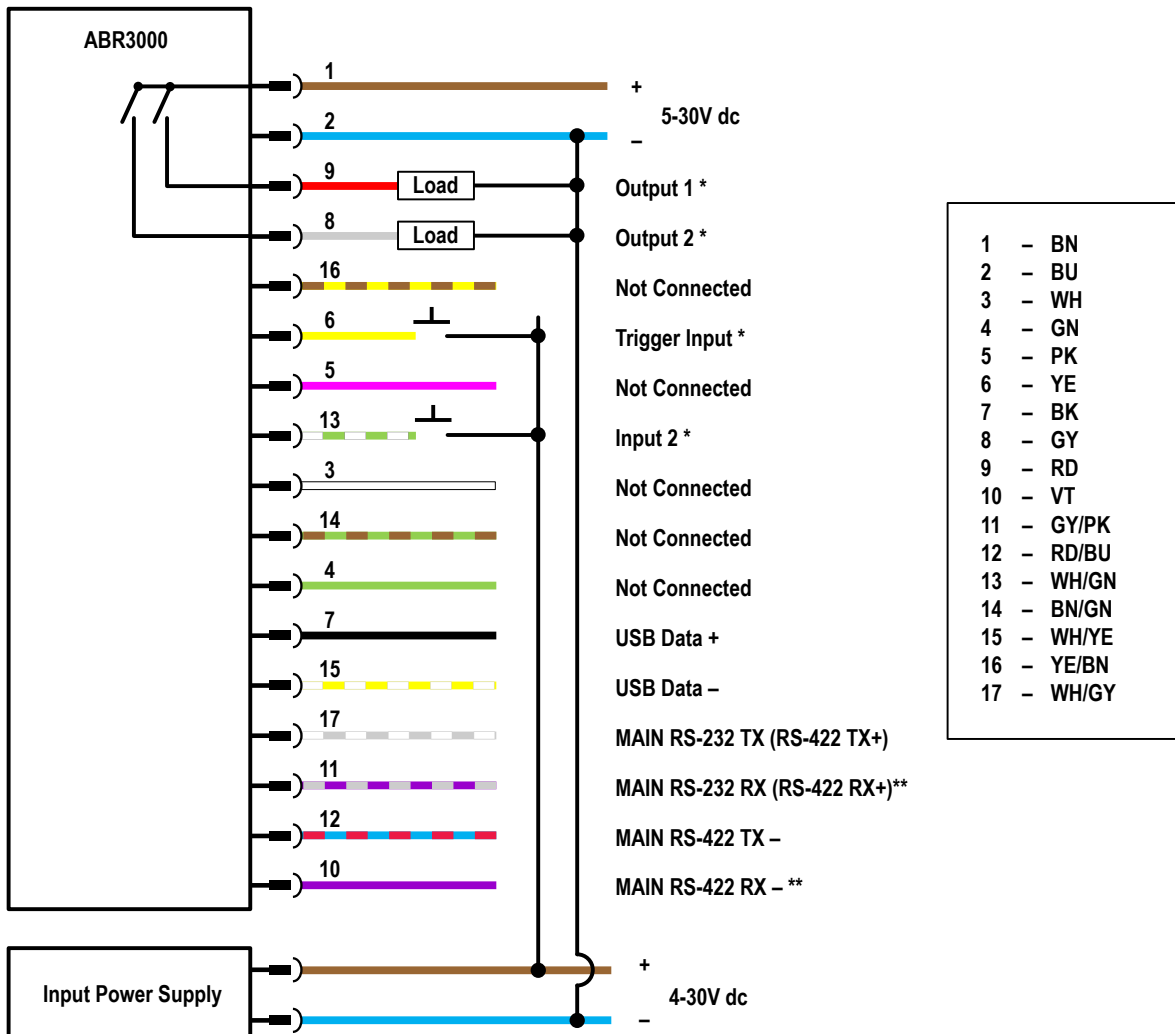 ABR3000
1
+
5-30V dc
2
–
9
Load
Output 1 *
8
Load
Output 2 *
16
Not Connected
6
Trigger Input *
5
Not Connected
13
Input 2 *
3
Not Connected
14
Not Connected
4
Not Connected
7
USB Data +
15
USB Data –
17
MAIN RS-232 TX (RS-422 TX+)
11
MAIN RS-232 RX (RS-422 RX+)**
12
MAIN RS-422 TX –
10
MAIN RS-422 RX – **
Input Power Supply
+
4-30V dc
–
1 – BN
2 – BU
3 – WH
4 – GN
5 – PK
6 – YE
7 – BK
8 – GY
9 – RD
10 – VT
11 – GY/PK
12 – RD/BU
13 – WH/GN
14 – BN/GN
15 – WH/YE
16 – YE/BN
17 – WH/GY